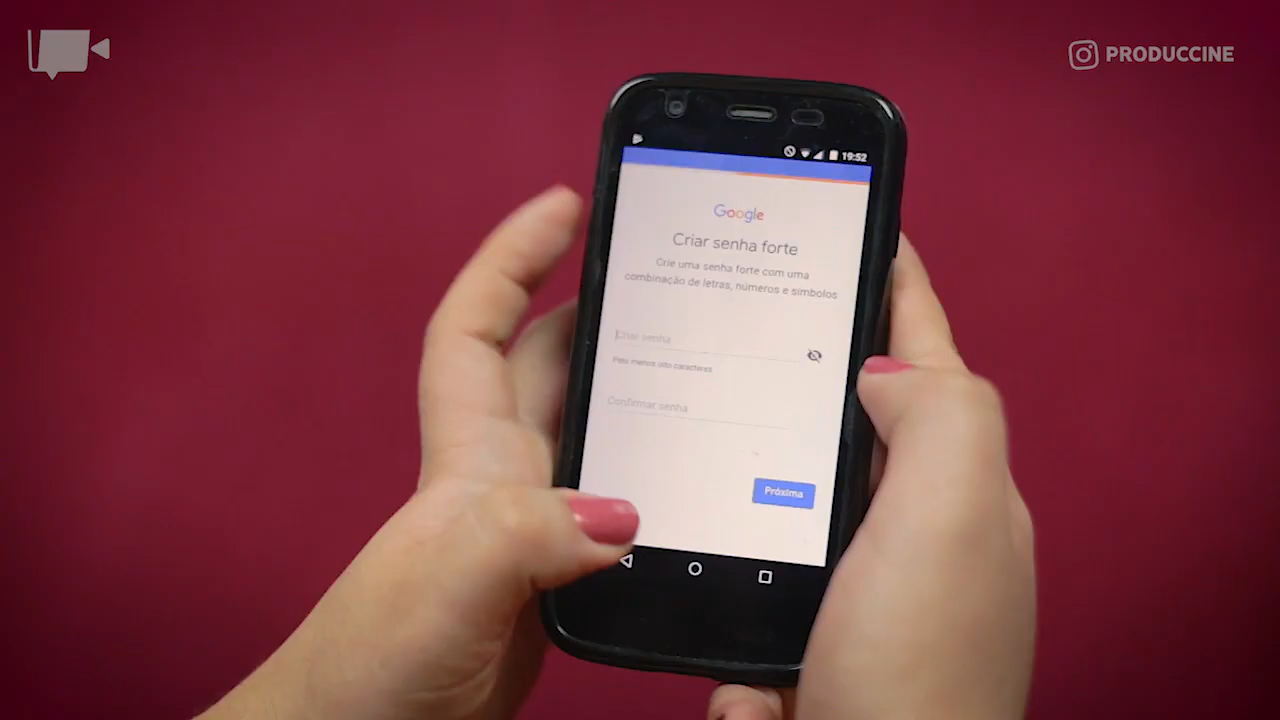 PRODUCCINE
19:52
Google
Criar senha forte
Crie uma senha forte com uma
combinação de letras, números e símbolos
Criar senha
Pelo menos oito caracteres
Confirmar senha
Próxima